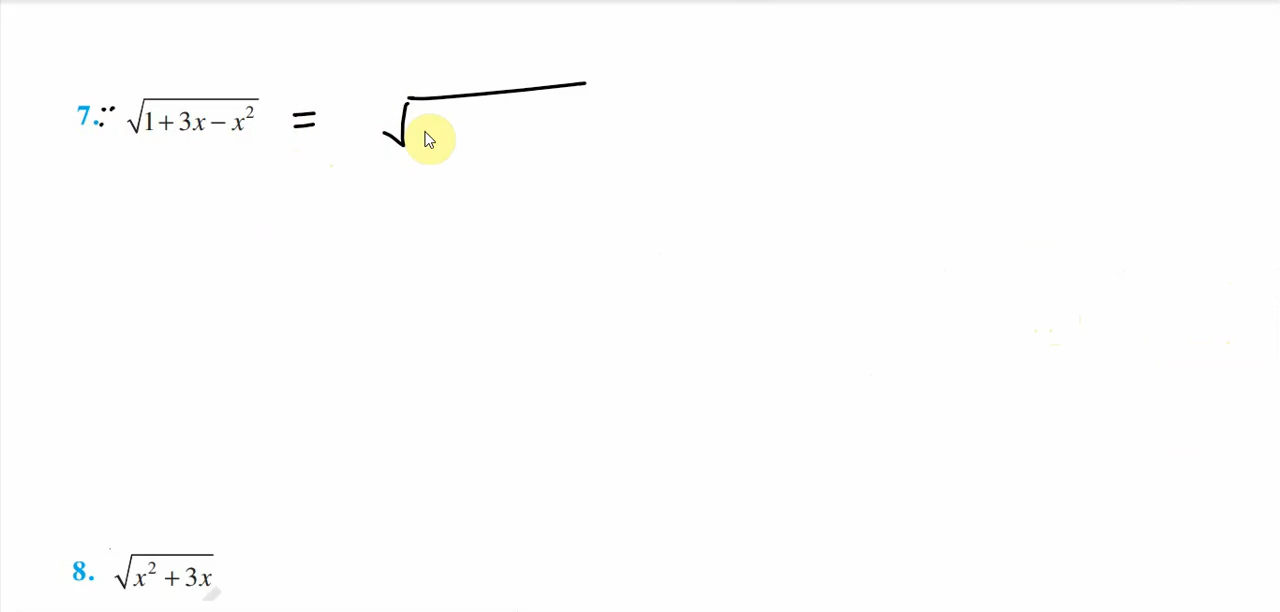 7. ∵ √(1 + 3x − x²) = √
8. √(x² + 3x)